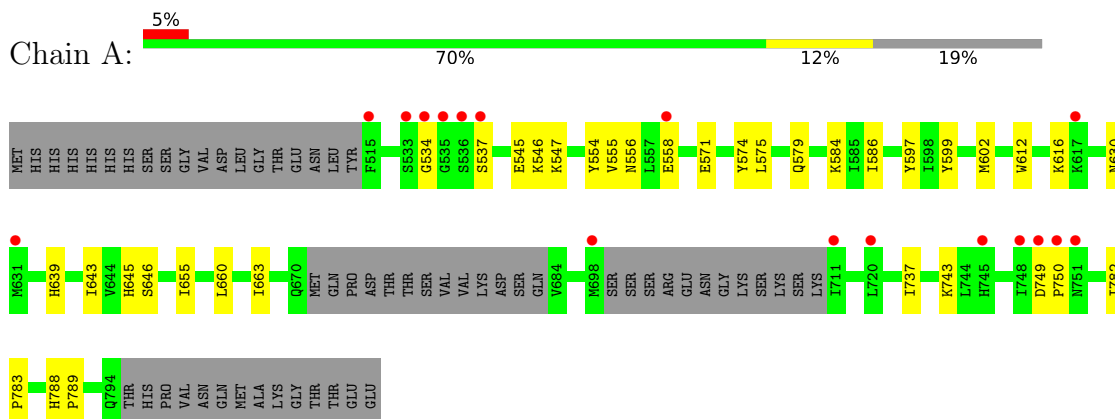 5%
Chain A:
70% 12% 19%
MET HIS HIS HIS HIS HIS HIS SER SER GLY VAL ASP LEU GLY THR GLU ASN LEU TYR F515 S533 G534 G535 S536 S537 E545 K546 K547 Y554 V555 N556 L557 E558 E571 Y574 L575 Q579 K584 I585 I586 Y597 I598 Y599 M602 W612 K616 K617 N630
M631 H639 I643 V644 H645 S646 I655 L660 I663 Q670 MET GLN PRO ASP THR THR SER VAL VAL LYS ASP SER GLN V684 M698 SER SER SER ARG GLU ASN GLY LYS SER LYS SER LYS I711 L720 I737 K743 L744 H745 I748 D749 P750 N751 I782
P783 H788 P789 Q794 THR HIS PRO VAL ASN GLN MET ALA LYS GLY THR THR GLU GLU